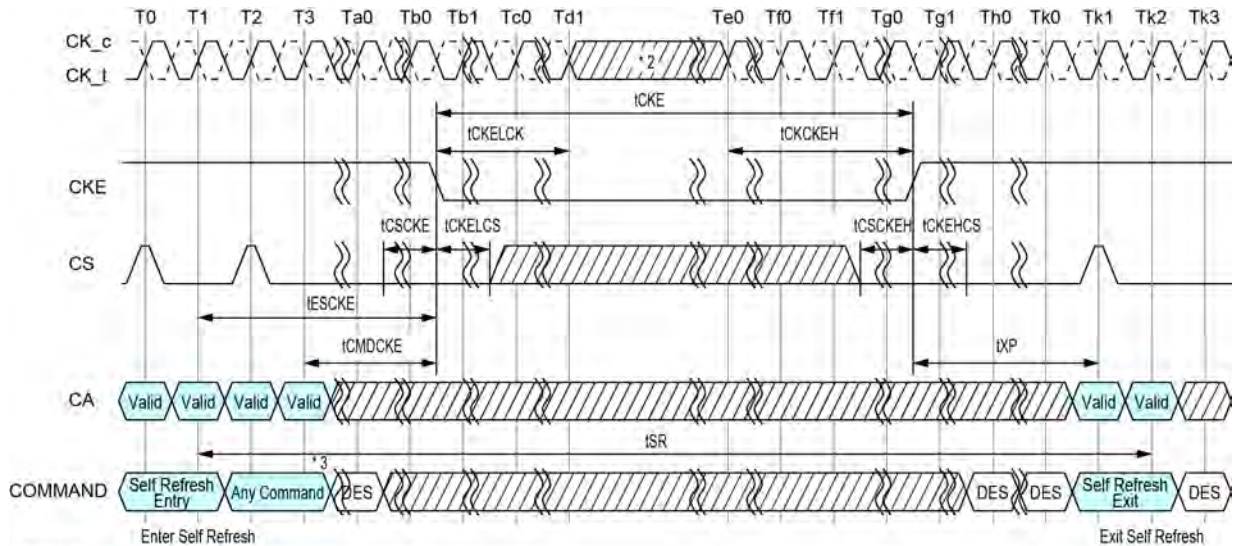 T0 T1 T2 T3 Ta0 Tb0 Tb1 Tc0 Td1 Te0 Tf0 Tf1 Tg0 Tg1 Th0 Tk0 Tk1 Tk2 Tk3
CK_c
CK_t
*2
tCKE
tCKELCK tCKCKEH
CKE
tCSCKE tCKELCS tCSCKEH tCKEHCS
CS
tESCKE
tCMDCKE tXP
CA Valid Valid Valid Valid Valid Valid
tSR
*3
COMMAND Self Refresh Entry Any Command DES DES DES Self Refresh Exit DES
Enter Self Refresh Exit Self Refresh